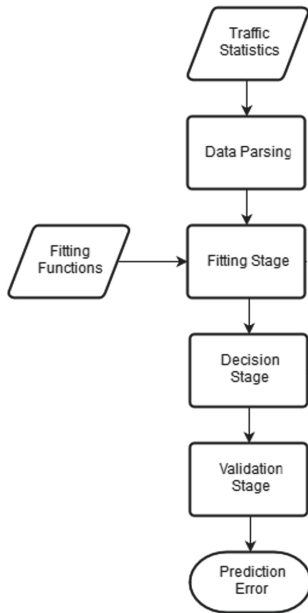 Traffic
Statistics
Data Parsing
Fitting
Functions
Fitting Stage
Decision
Stage
Validation
Stage
Prediction
Error